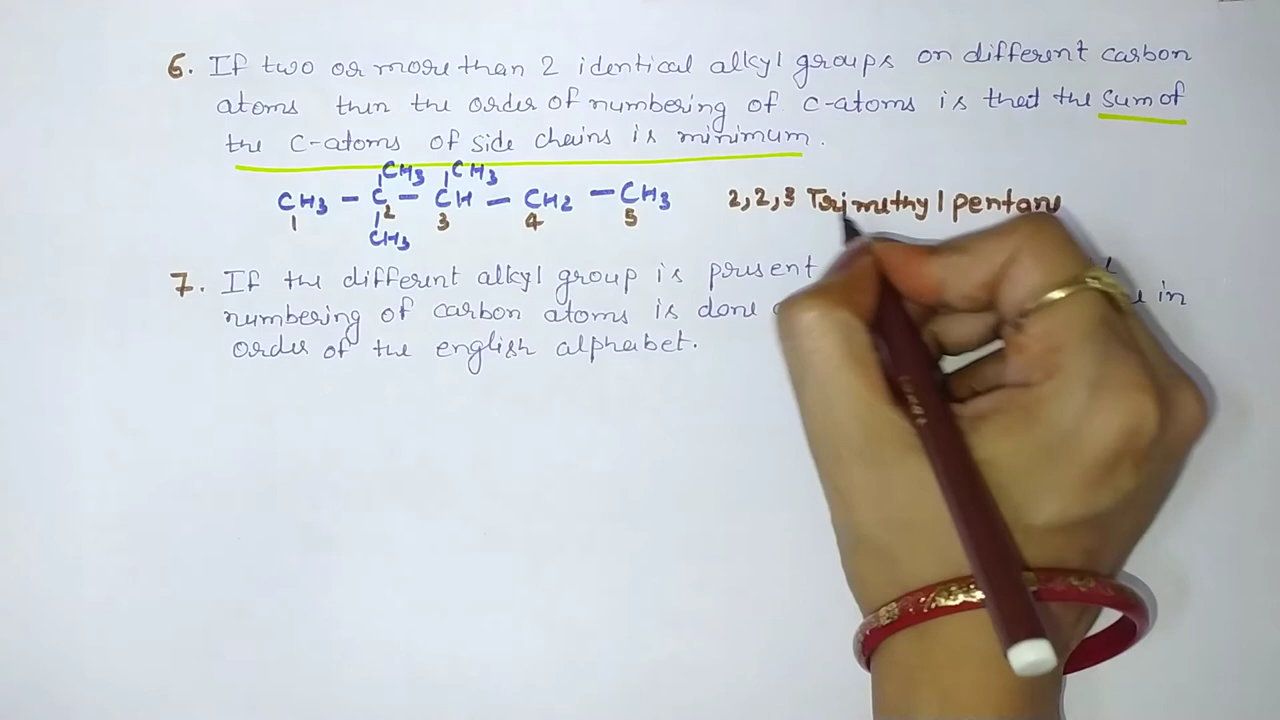 6. If two or more than 2 identical alkyl groups on different carbon
atoms then the order of numbering of C-atoms is that the sum of
the C-atoms of side chains is minimum.
CH3 CH3
CH3 - C - CH - CH2 - CH3 2,2,3 Trimethyl pentane
1 2 3 4 5
CH3
7. If the different alkyl group is present
numbering of carbon atoms is done in
order of the english alphabet.